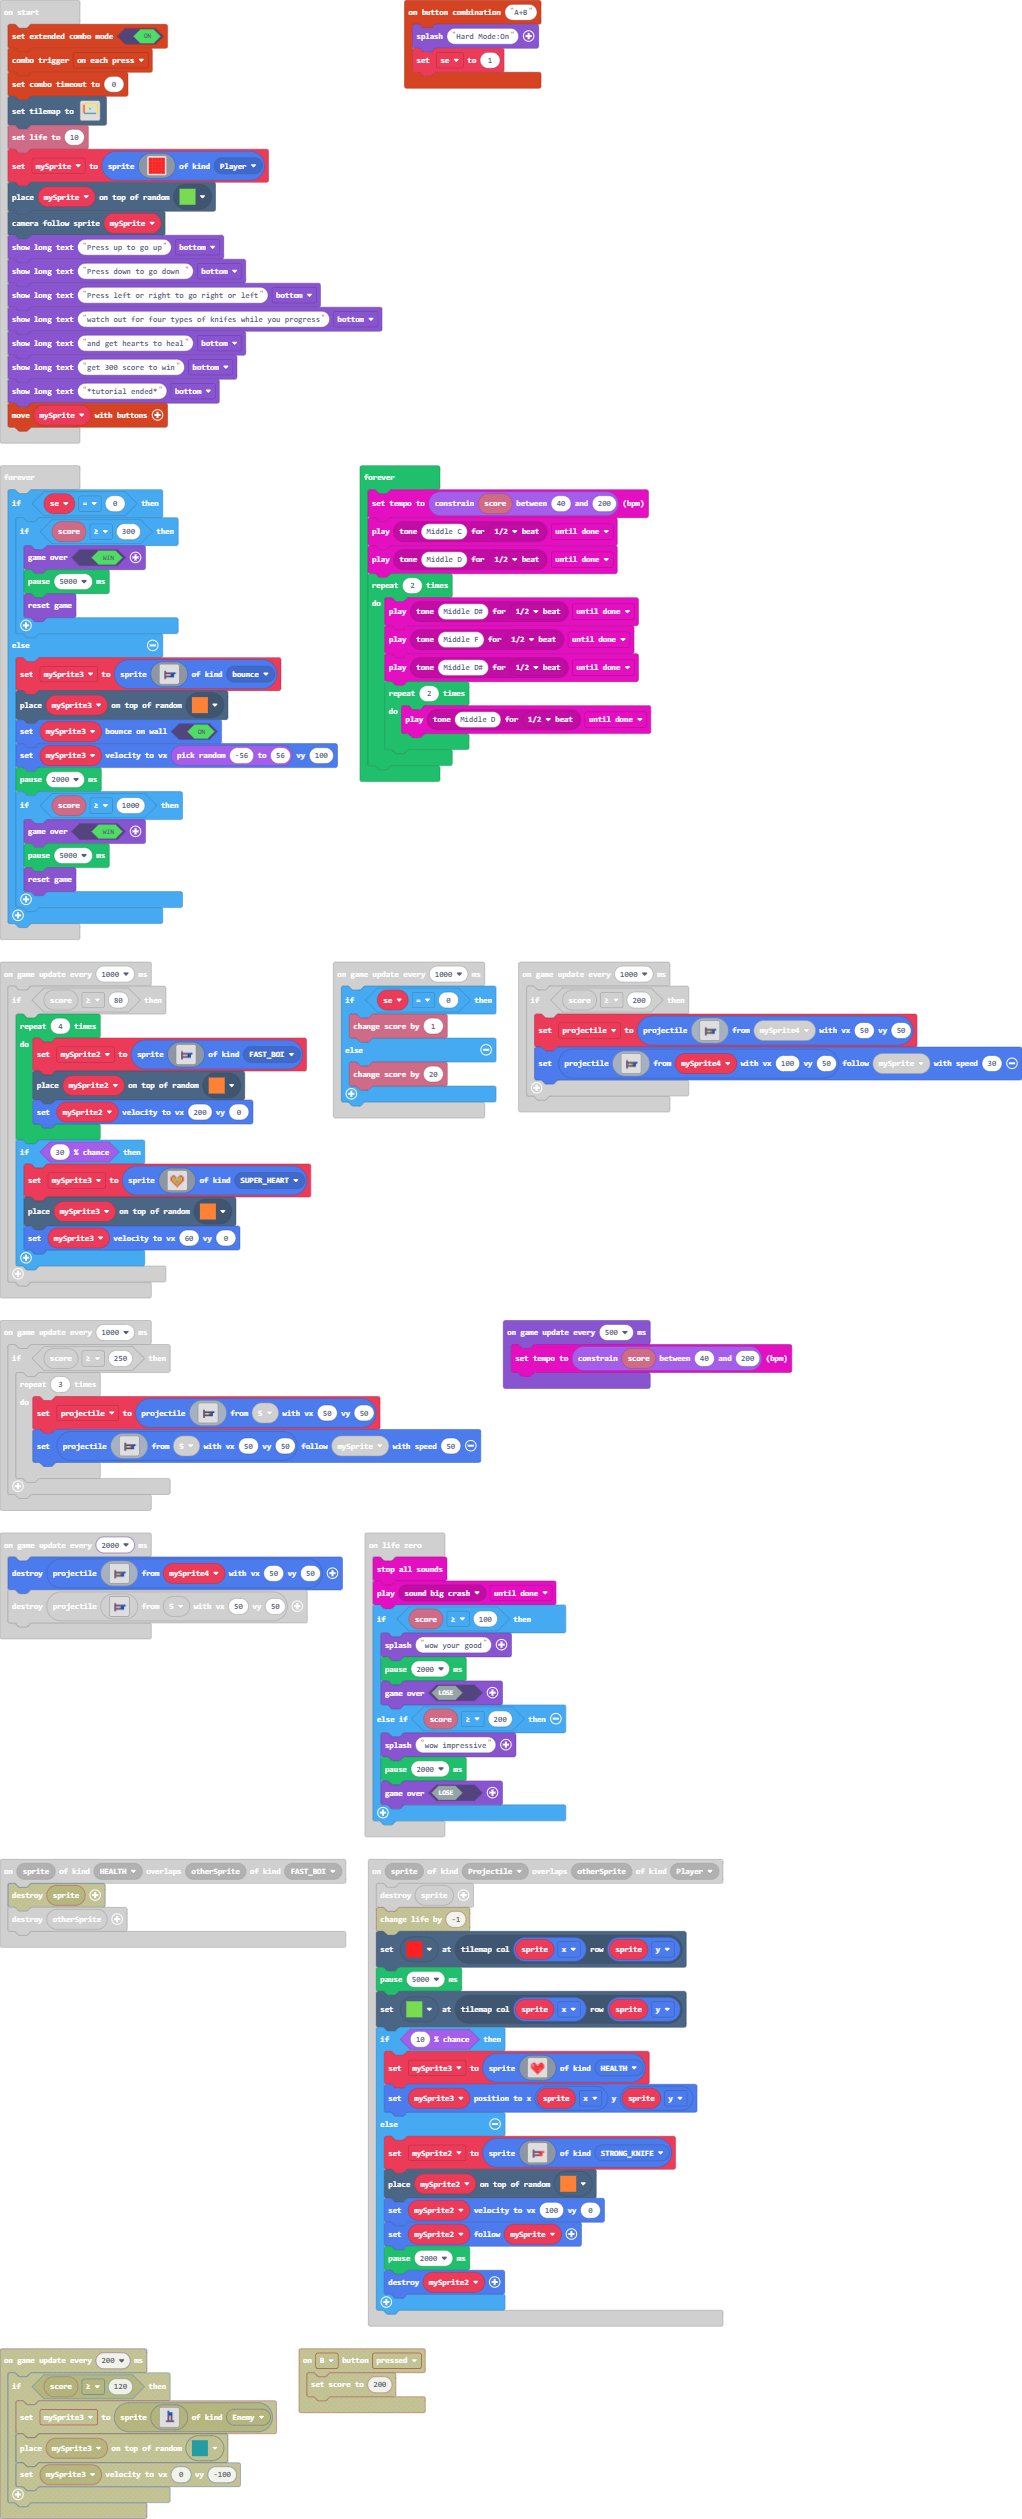 on start
set extended combo mode ON
combo trigger on each press
set combo timeout to 0
set tilemap to
set life to 10
set mySprite to sprite of kind Player
place mySprite on top of random
camera follow sprite mySprite
show long text "Press up to go up" bottom
show long text "Press down to go down " bottom
show long text "Press left or right to go right or left" bottom
show long text "watch out for four types of knifes while you progress" bottom
show long text "and get hearts to heal" bottom
show long text "get 300 score to win" bottom
show long text "*tutorial ended*" bottom
move mySprite with buttons
on button combination "A+B"
splash "Hard Mode:On"
set se to 1
forever
if se = 0 then
if score ≥ 300 then
game over WIN
pause 5000 ms
reset game
else
set mySprite3 to sprite of kind bounce
place mySprite3 on top of random
set mySprite3 bounce on wall ON
set mySprite3 velocity to vx pick random -56 to 56 vy 100
pause 2000 ms
if score ≥ 1000 then
game over WIN
pause 5000 ms
reset game
forever
set tempo to constrain score between 40 and 200 (bpm)
play tone Middle C for 1/2 beat until done
play tone Middle D for 1/2 beat until done
repeat 2 times
do play tone Middle D# for 1/2 beat until done
play tone Middle F for 1/2 beat until done
play tone Middle D# for 1/2 beat until done
repeat 2 times
do play tone Middle D for 1/2 beat until done
on game update every 1000 ms
if score ≥ 80 then
repeat 4 times
do set mySprite2 to sprite of kind FAST_BOI
place mySprite2 on top of random
set mySprite2 velocity to vx 200 vy 0
if 30 % chance then
set mySprite3 to sprite of kind SUPER_HEART
place mySprite3 on top of random
set mySprite3 velocity to vx 60 vy 0
on game update every 1000 ms
if se = 0 then
change score by 1
else
change score by 20
on game update every 1000 ms
if score ≥ 200 then
set projectile to projectile from mySprite4 with vx 50 vy 50
set projectile from mySprite4 with vx 100 vy 50 follow mySprite with speed 30
on game update every 1000 ms
if score ≥ 250 then
repeat 3 times
do set projectile to projectile from S with vx 50 vy 50
set projectile from S with vx 50 vy 50 follow mySprite with speed 50
on game update every 500 ms
set tempo to constrain score between 40 and 200 (bpm)
on game update every 2000 ms
destroy projectile from mySprite4 with vx 50 vy 50
destroy projectile from S with vx 50 vy 50
on life zero
stop all sounds
play sound big crash until done
if score ≥ 100 then
splash "wow your good"
pause 2000 ms
game over LOSE
else if score ≥ 200 then
splash "wow impressive"
pause 2000 ms
game over LOSE
on sprite of kind HEALTH overlaps otherSprite of kind FAST_BOI
destroy sprite
destroy otherSprite
on sprite of kind Projectile overlaps otherSprite of kind Player
destroy sprite
change life by -1
set at tilemap col sprite x row sprite y
pause 5000 ms
set at tilemap col sprite x row sprite y
if 10 % chance then
set mySprite3 to sprite of kind HEALTH
set mySprite3 position to x sprite x y sprite y
else
set mySprite2 to sprite of kind STRONG_KNIFE
place mySprite2 on top of random
set mySprite2 velocity to vx 100 vy 0
set mySprite2 follow mySprite
pause 2000 ms
destroy mySprite2
on game update every 200 ms
if score ≥ 120 then
set mySprite3 to sprite of kind Enemy
place mySprite3 on top of random
set mySprite3 velocity to vx 0 vy -100
on B button pressed
set score to 200